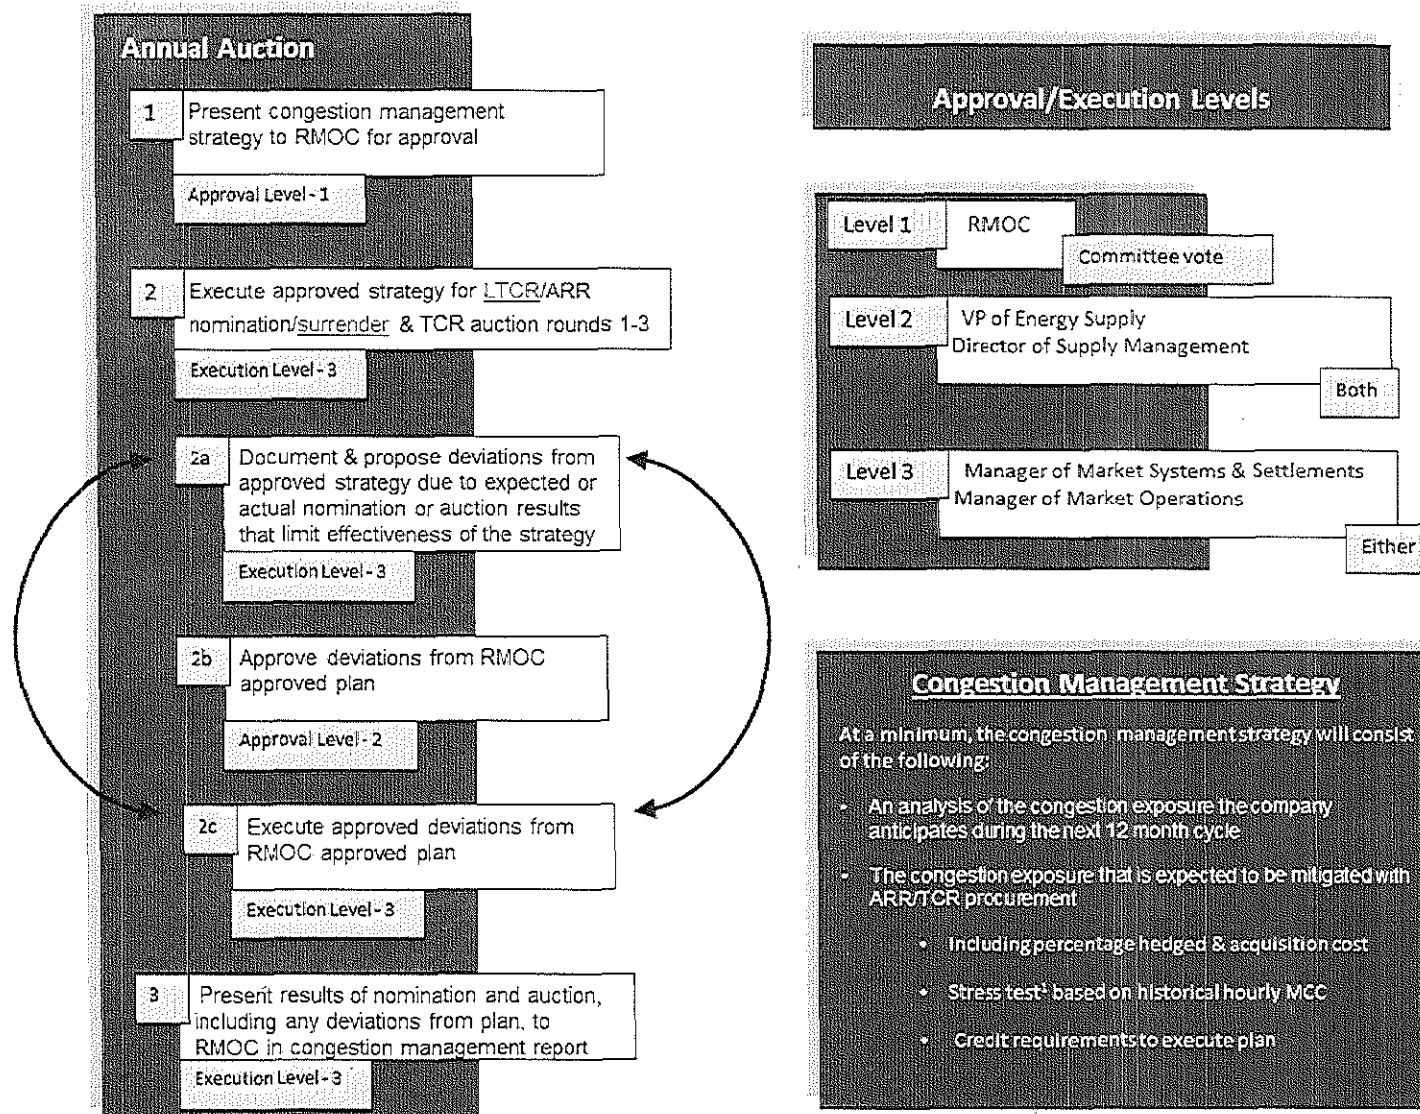 Annual Auction
1
Present congestion management
strategy to RMOC for approval
Approval Level - 1
2
Execute approved strategy for LTCR/ARR
nomination/surrender & TCR auction rounds 1-3
Execution Level - 3
2a
Document & propose deviations from
approved strategy due to expected or
actual nomination or auction results
that limit effectiveness of the strategy
Execution Level - 3
2b
Approve deviations from RMOC
approved plan
Approval Level - 2
2c
Execute approved deviations from
RMOC approved plan
Execution Level - 3
3
Present results of nomination and auction,
including any deviations from plan, to
RMOC in congestion management report
Execution Level - 3
Approval/Execution Levels
Level 1
RMOC
Committee vote
Level 2
VP of Energy Supply
Director of Supply Management
Both
Level 3
Manager of Market Systems & Settlements
Manager of Market Operations
Either
Congestion Management Strategy
At a minimum, the congestion management strategy will consist
of the following:
- An analysis of the congestion exposure the company
anticipates during the next 12 month cycle
- The congestion exposure that is expected to be mitigated with
ARR/TCR procurement
• Including percentage hedged & acquisition cost
• Stress test¹ based on historical hourly MCC
• Credit requirements to execute plan